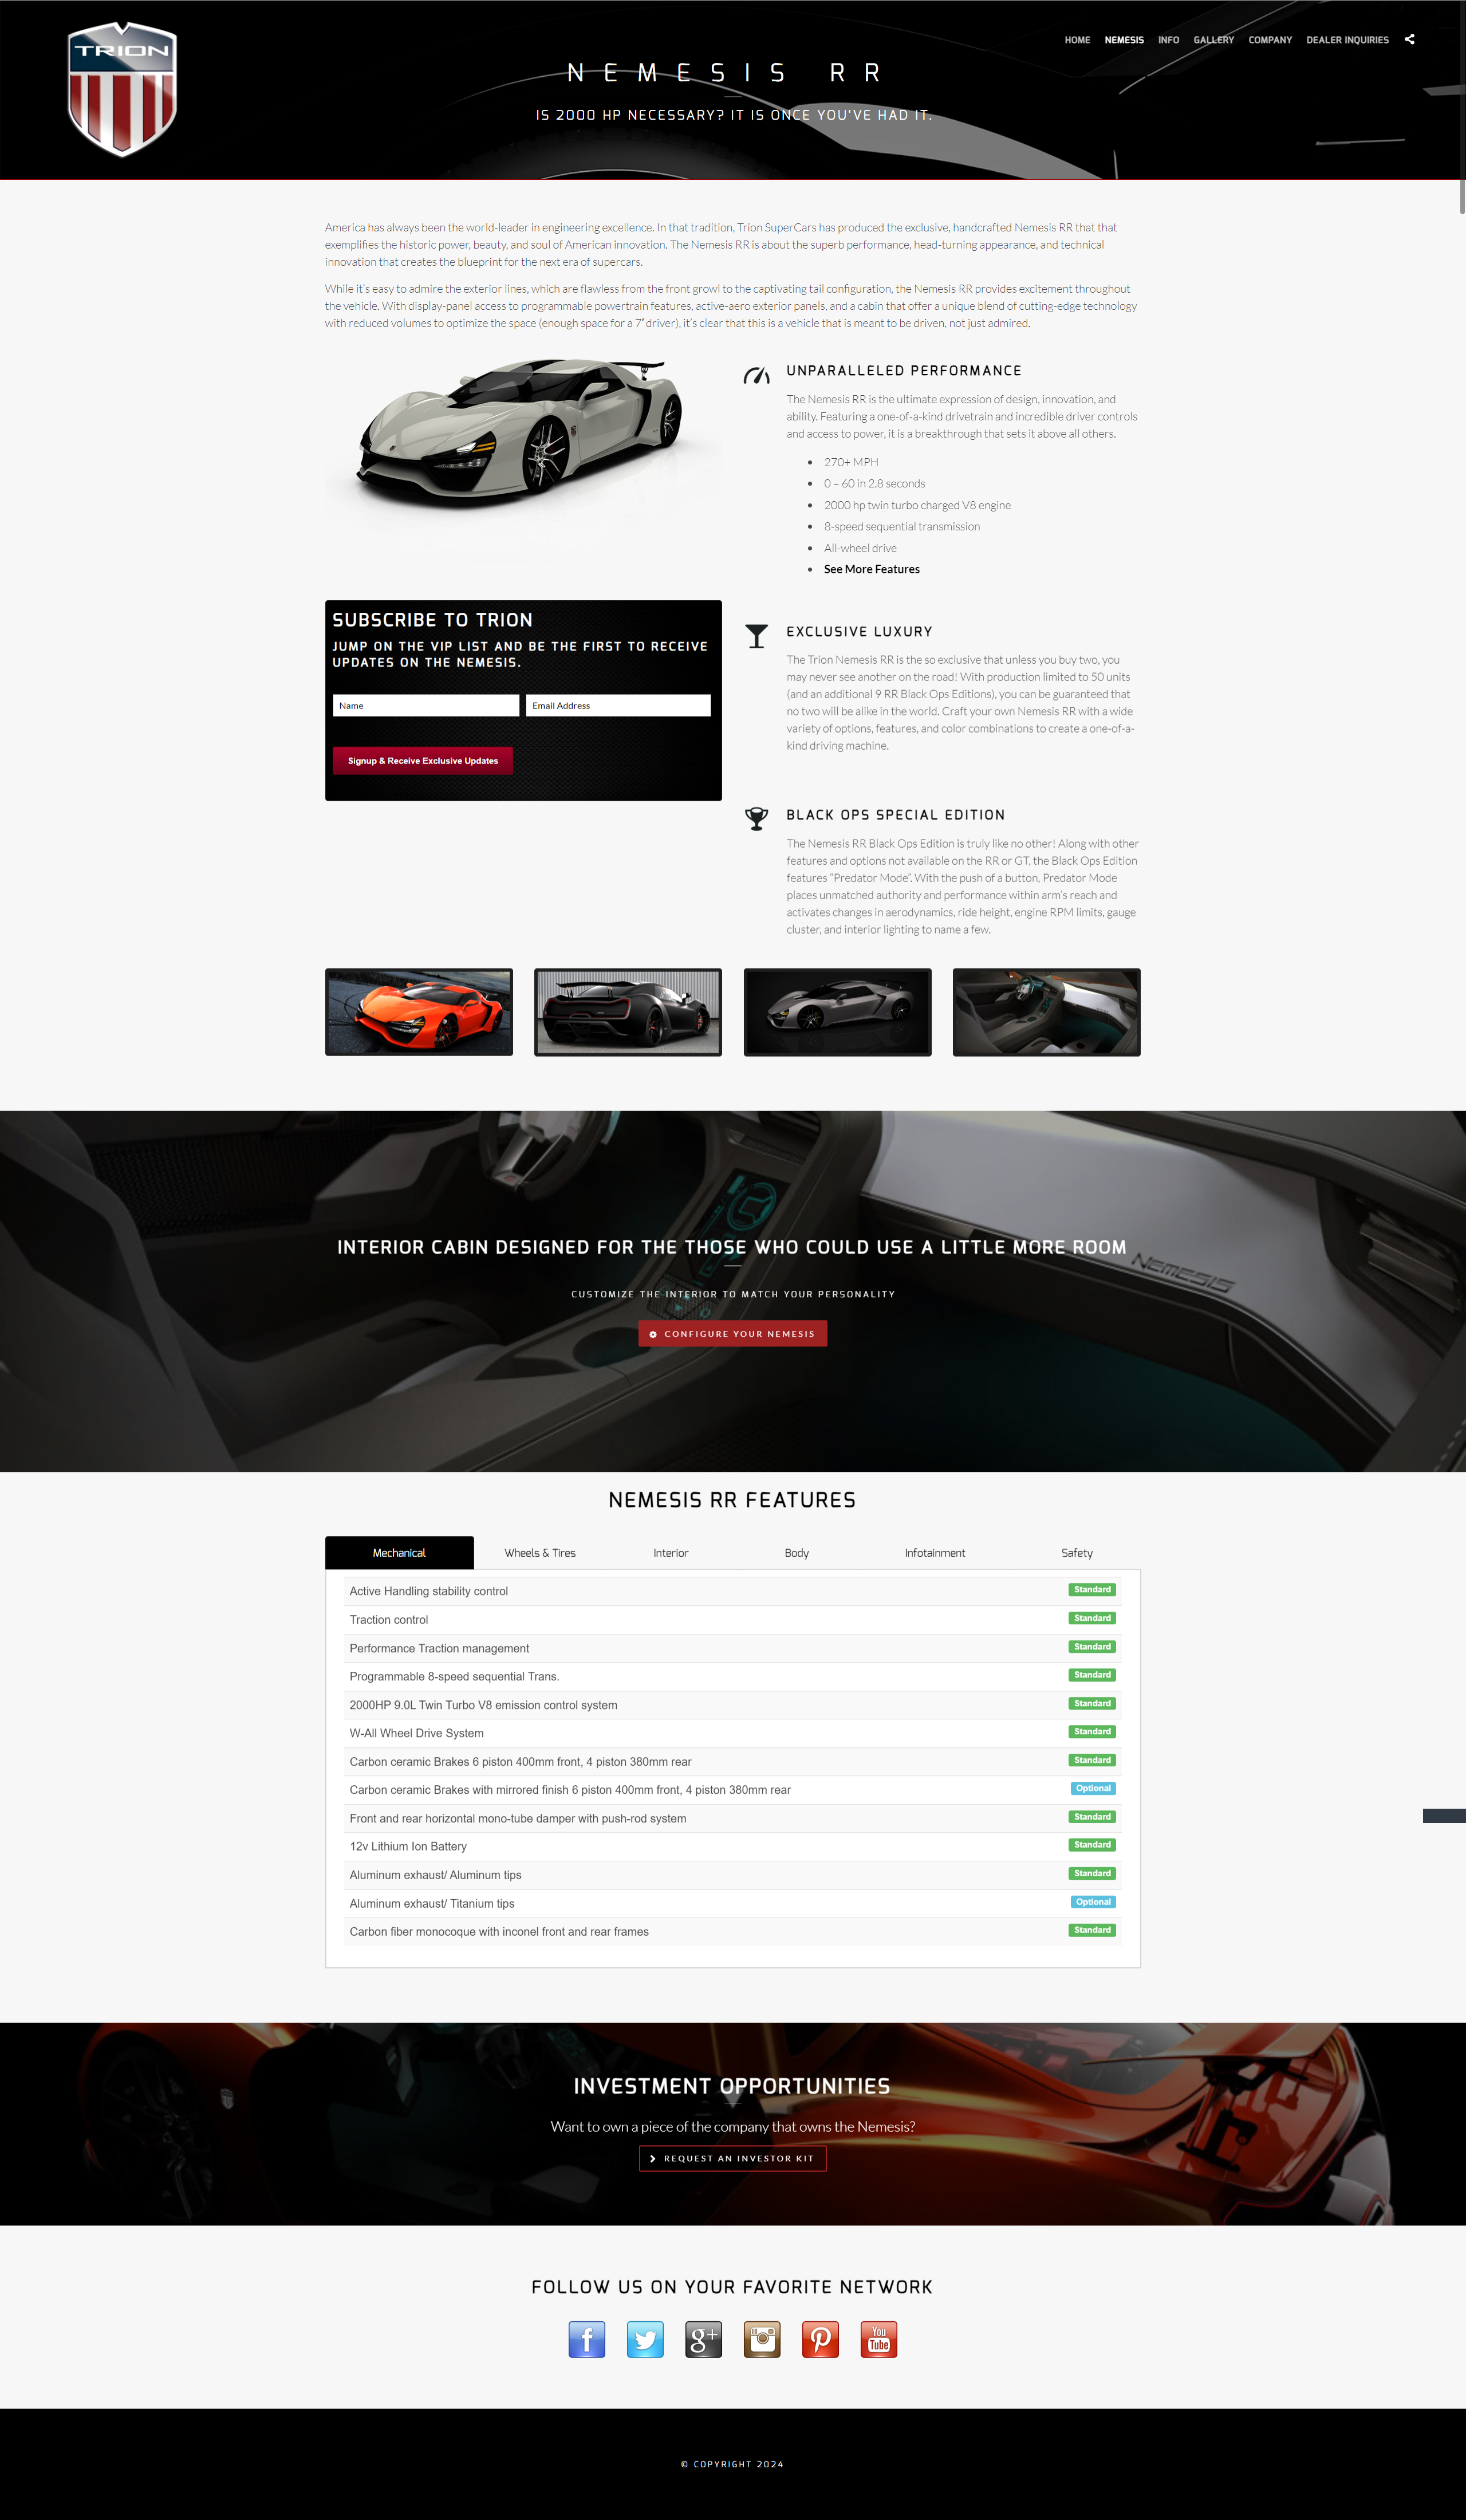 TRION
HOME NEMESIS INFO GALLERY COMPANY DEALER INQUIRIES
NEMESIS RR
IS 2000 HP NECESSARY? IT IS ONCE YOU'VE HAD IT.
America has always been the world-leader in engineering excellence. In that tradition, Trion SuperCars has produced the exclusive, handcrafted Nemesis RR that that
exemplifies the historic power, beauty, and soul of American innovation. The Nemesis RR is about the superb performance, head-turning appearance, and technical
innovation that creates the blueprint for the next era of supercars.
While it's easy to admire the exterior lines, which are flawless from the front growl to the captivating tail configuration, the Nemesis RR provides excitement throughout
the vehicle. With display-panel access to programmable powertrain features, active-aero exterior panels, and a cabin that offer a unique blend of cutting-edge technology
with reduced volumes to optimize the space (enough space for a 7′ driver), it's clear that this is a vehicle that is meant to be driven, not just admired.
UNPARALLELED PERFORMANCE
The Nemesis RR is the ultimate expression of design, innovation, and
ability. Featuring a one-of-a-kind drivetrain and incredible driver controls
and access to power, it is a breakthrough that sets it above all others.
• 270+ MPH
• 0 – 60 in 2.8 seconds
• 2000 hp twin turbo charged V8 engine
• 8-speed sequential transmission
• All-wheel drive
• See More Features
SUBSCRIBE TO TRION
JUMP ON THE VIP LIST AND BE THE FIRST TO RECEIVE
UPDATES ON THE NEMESIS.
Name Email Address
Signup & Receive Exclusive Updates
EXCLUSIVE LUXURY
The Trion Nemesis RR is the so exclusive that unless you buy two, you
may never see another on the road! With production limited to 50 units
(and an additional 9 RR Black Ops Editions), you can be guaranteed that
no two will be alike in the world. Craft your own Nemesis RR with a wide
variety of options, features, and color combinations to create a one-of-a-
kind driving machine.
BLACK OPS SPECIAL EDITION
The Nemesis RR Black Ops Edition is truly like no other! Along with other
features and options not available on the RR or GT, the Black Ops Edition
features "Predator Mode". With the push of a button, Predator Mode
places unmatched authority and performance within arm's reach and
activates changes in aerodynamics, ride height, engine RPM limits, gauge
cluster, and interior lighting to name a few.
INTERIOR CABIN DESIGNED FOR THE THOSE WHO COULD USE A LITTLE MORE ROOM
NEMESIS
CUSTOMIZE THE INTERIOR TO MATCH YOUR PERSONALITY
CONFIGURE YOUR NEMESIS
NEMESIS RR FEATURES
Mechanical Wheels & Tires Interior Body Infotainment Safety
Active Handling stability control Standard
Traction control Standard
Performance Traction management Standard
Programmable 8-speed sequential Trans. Standard
2000HP 9.0L Twin Turbo V8 emission control system Standard
W-All Wheel Drive System Standard
Carbon ceramic Brakes 6 piston 400mm front, 4 piston 380mm rear Standard
Carbon ceramic Brakes with mirrored finish 6 piston 400mm front, 4 piston 380mm rear Optional
Front and rear horizontal mono-tube damper with push-rod system Standard
12v Lithium Ion Battery Standard
Aluminum exhaust/ Aluminum tips Standard
Aluminum exhaust/ Titanium tips Optional
Carbon fiber monocoque with inconel front and rear frames Standard
INVESTMENT OPPORTUNITIES
Want to own a piece of the company that owns the Nemesis?
REQUEST AN INVESTOR KIT
FOLLOW US ON YOUR FAVORITE NETWORK
f g+ You Tube
© COPYRIGHT 2024